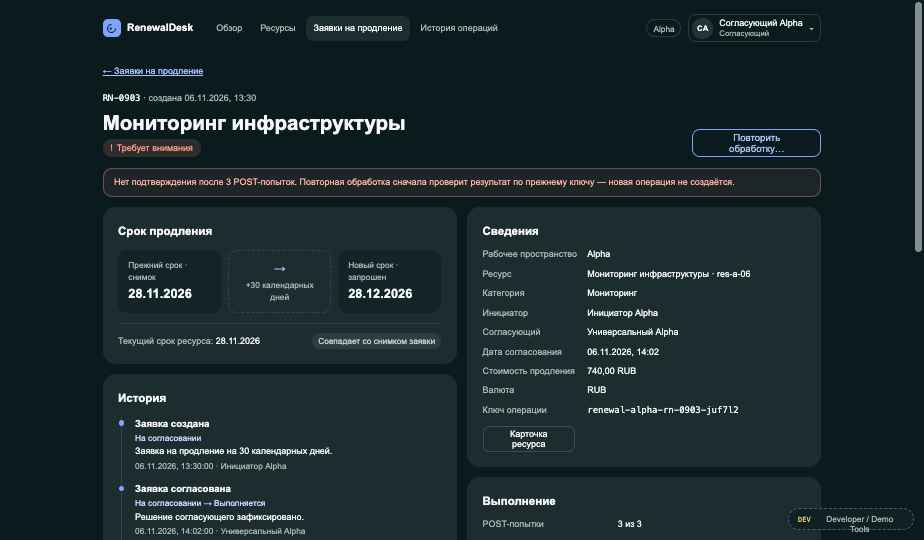 RenewalDesk
Обзор
Ресурсы
Заявки на продление
История операций
Alpha
CA
Согласующий Alpha
Согласующий
← Заявки на продление
RN-0903 · создана 06.11.2026, 13:30
Мониторинг инфраструктуры
! Требует внимания
Повторить
обработку…
Нет подтверждения после 3 POST-попыток. Повторная обработка сначала проверит результат по прежнему ключу — новая операция не создаётся.
Срок продления
Прежний срок ·
снимок
28.11.2026
→
+30 календарных
дней
Новый срок ·
запрошен
28.12.2026
Текущий срок ресурса: 28.11.2026
Совпадает со снимком заявки
История
Заявка создана
На согласовании
Заявка на продление на 30 календарных дней.
06.11.2026, 13:30:00 · Инициатор Alpha
Заявка согласована
На согласовании → Выполняется
Решение согласующего зафиксировано.
06.11.2026, 14:02:00 · Универсальный Alpha
Сведения
Рабочее пространство Alpha
Ресурс Мониторинг инфраструктуры · res-a-06
Категория Мониторинг
Инициатор Инициатор Alpha
Согласующий Универсальный Alpha
Дата согласования 06.11.2026, 14:02
Стоимость продления 740,00 RUB
Валюта RUB
Ключ операции renewal-alpha-rn-0903-juf7l2
Карточка
ресурса
Выполнение
POST-попытки 3 из 3
DEV Developer / Demo
Tools